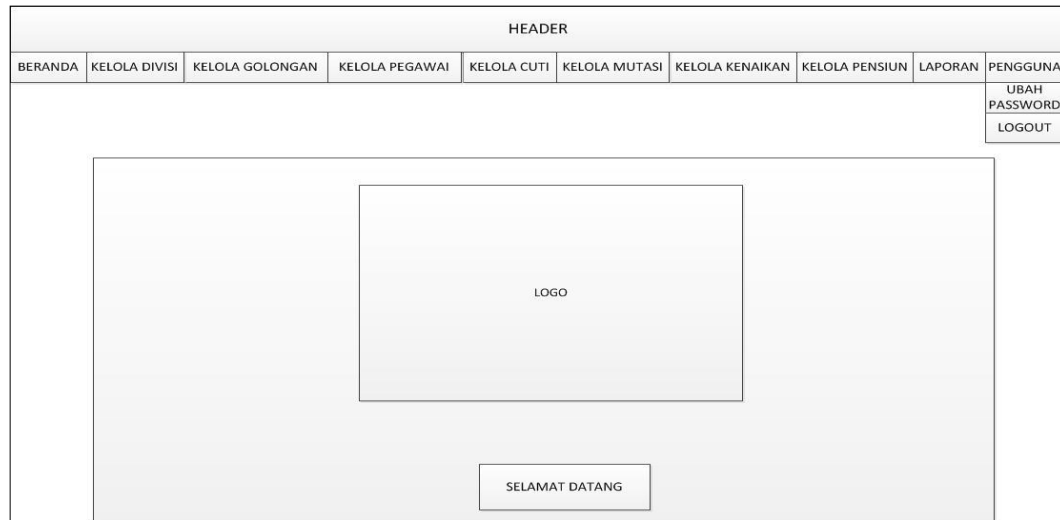 HEADER
BERANDA KELOLA DIVISI KELOLA GOLONGAN KELOLA PEGAWAI KELOLA CUTI KELOLA MUTASI KELOLA KENAIKAN KELOLA PENSIUN LAPORAN PENGGUNA
UBAH
PASSWORD
LOGOUT
LOGO
SELAMAT DATANG